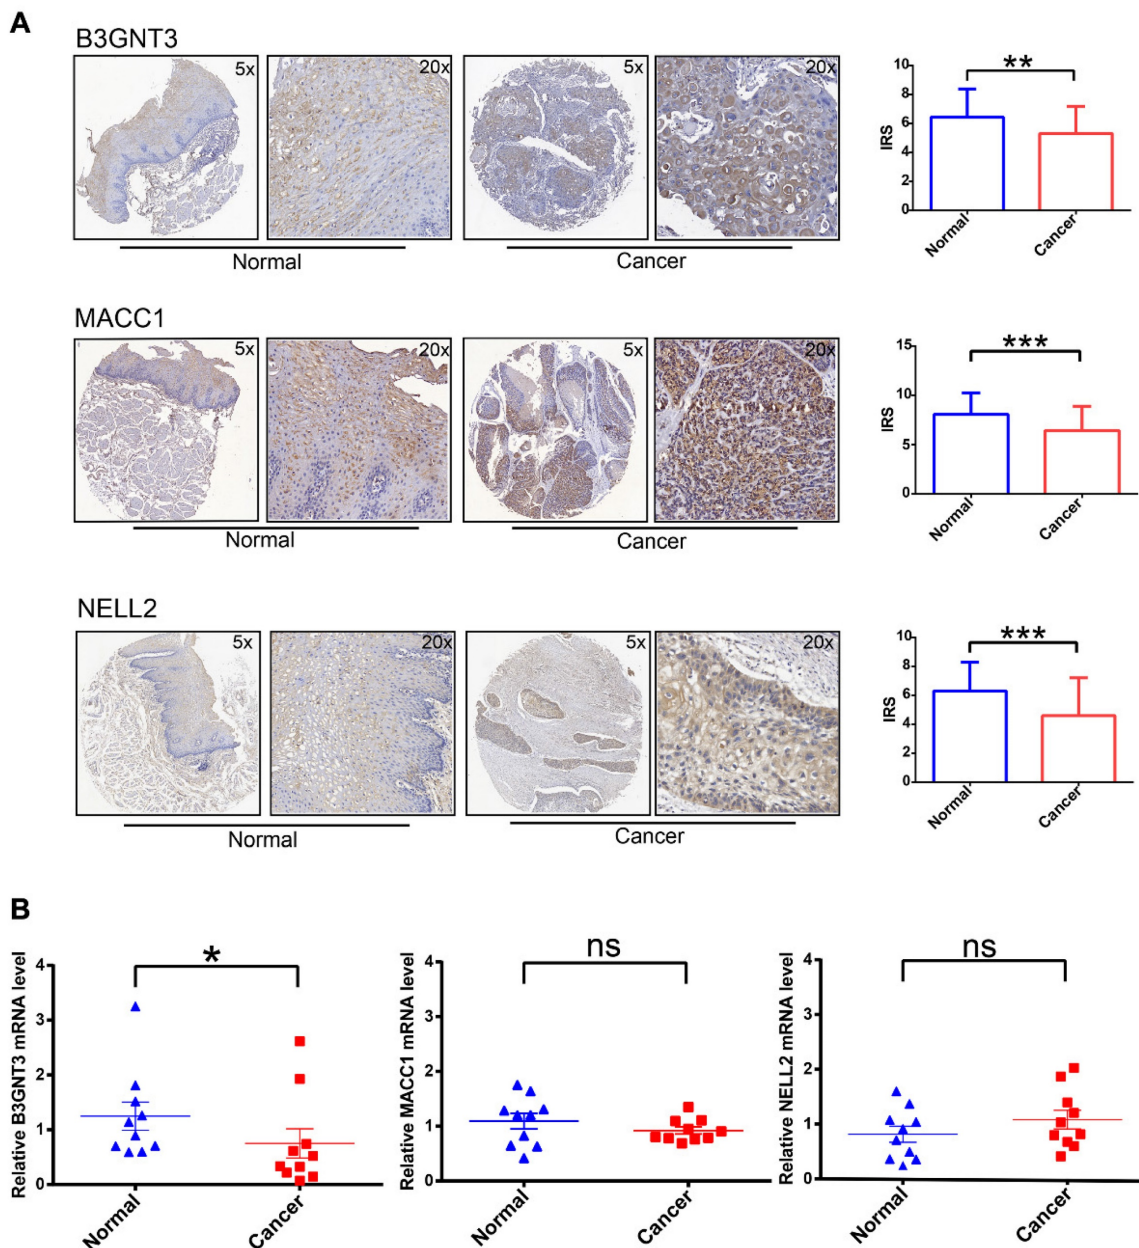 A
B3GNT3
5x
20x
5x
20x
Normal
Cancer
**
10
8
6
4
2
0
IRS
Normal
Cancer
MACC1
5x
20x
5x
20x
Normal
Cancer
***
15
10
5
0
IRS
Normal
Cancer
NELL2
5x
20x
5x
20x
Normal
Cancer
***
10
8
6
4
2
0
IRS
Normal
Cancer
B
*
4
3
2
1
0
Relative B3GNT3 mRNA level
Normal
Cancer
ns
4
3
2
1
0
Relative MACC1 mRNA level
Normal
Cancer
ns
4
3
2
1
0
Relative NELL2 mRNA level
Normal
Cancer